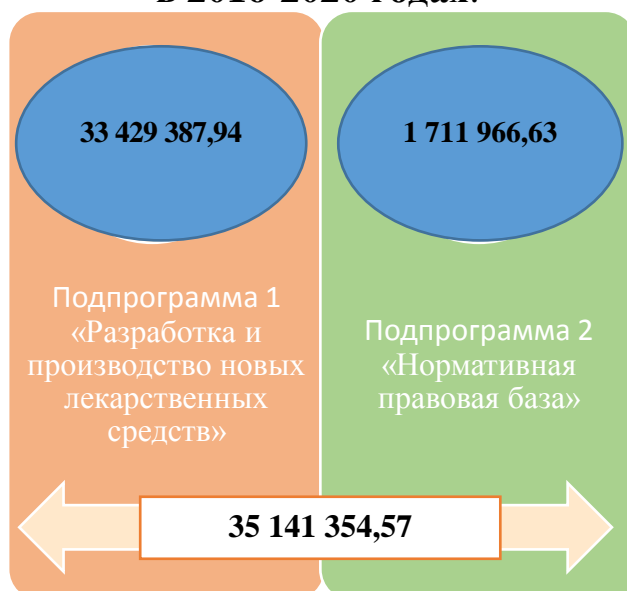 33 429 387,94
1 711 966,63
Подпрограмма 1
«Разработка и
производство новых
лекарственных
средств»
Подпрограмма 2
«Нормативная
правовая база»
35 141 354,57